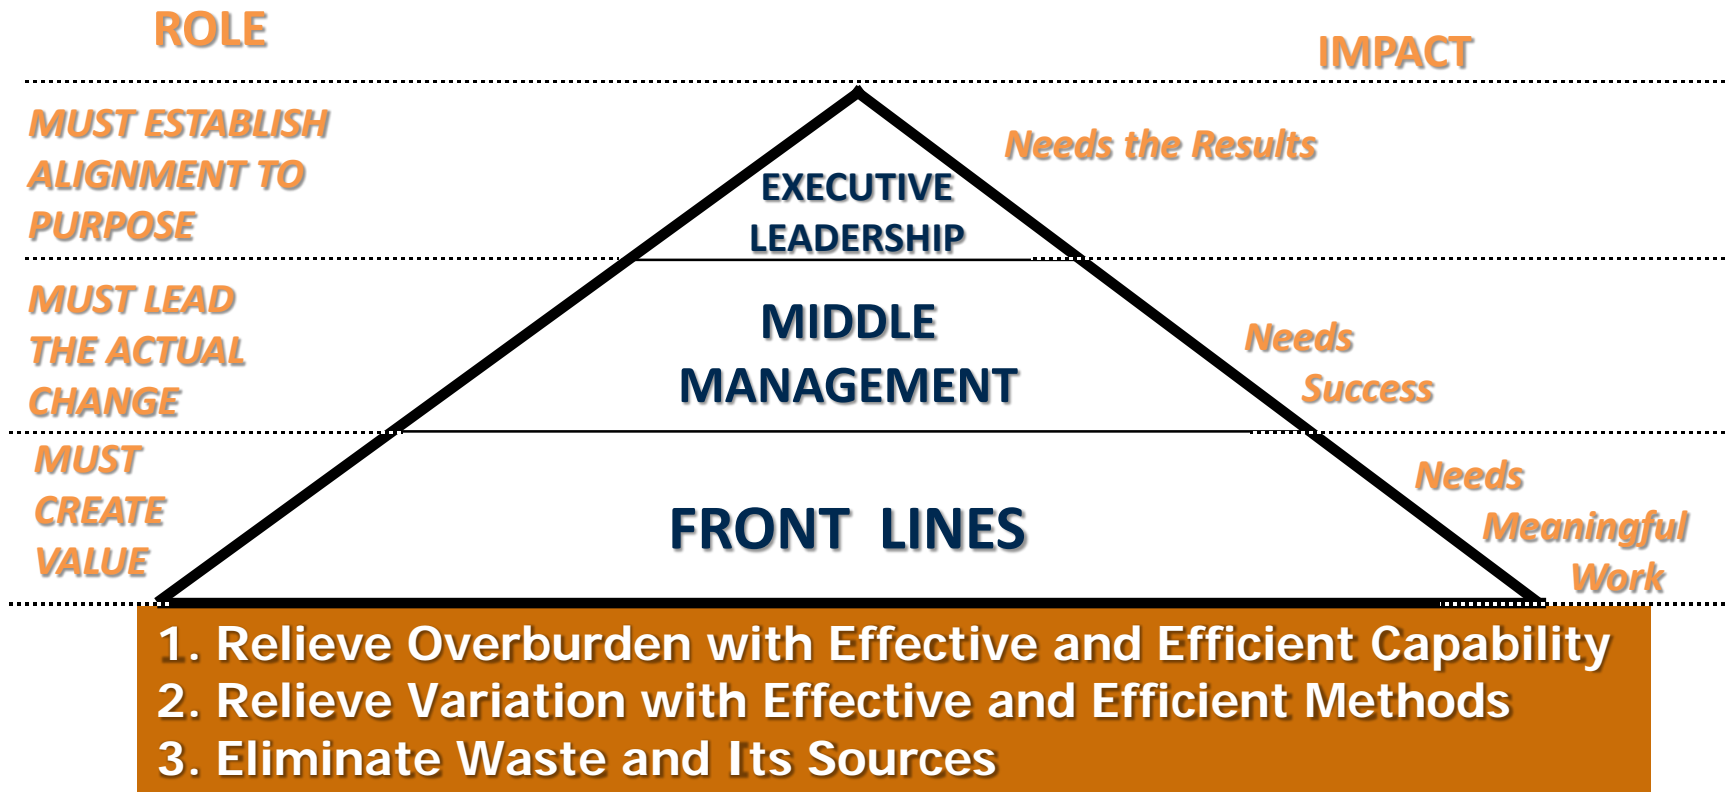 ROLE
IMPACT
MUST ESTABLISH
ALIGNMENT TO
PURPOSE
EXECUTIVE
LEADERSHIP
Needs the Results
MUST LEAD
THE ACTUAL
CHANGE
MIDDLE
MANAGEMENT
Needs
Success
MUST
CREATE
VALUE
FRONT LINES
Needs
Meaningful
Work
1. Relieve Overburden with Effective and Efficient Capability
2. Relieve Variation with Effective and Efficient Methods
3. Eliminate Waste and Its Sources